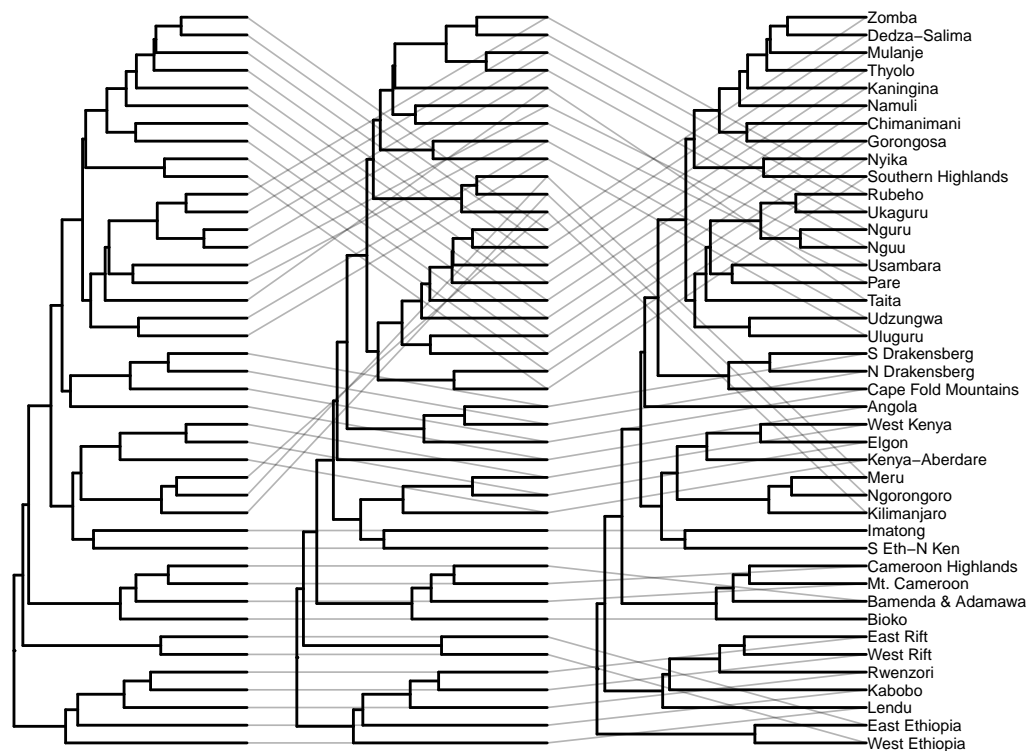 Zomba
Dedza−Salima
Mulanje
Thyolo
Kaningina
Namuli
Chimanimani
Gorongosa
Nyika
Southern Highlands
Rubeho
Ukaguru
Nguru
Nguu
Usambara
Pare
Taita
Udzungwa
Uluguru
S Drakensberg
N Drakensberg
Cape Fold Mountains
Angola
West Kenya
Elgon
Kenya−Aberdare
Meru
Ngorongoro
Kilimanjaro
Imatong
S Eth−N Ken
Cameroon Highlands
Mt. Cameroon
Bamenda & Adamawa
Bioko
East Rift
West Rift
Rwenzori
Kabobo
Lendu
East Ethiopia
West Ethiopia